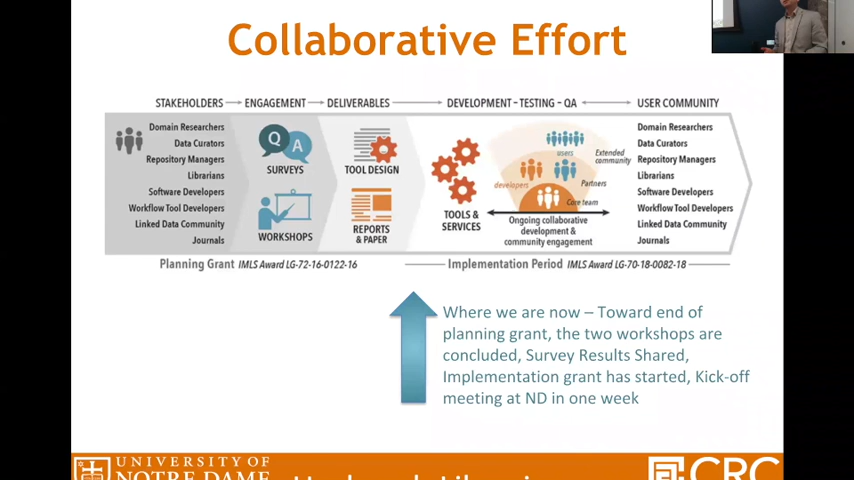 Collaborative Effort
STAKEHOLDERS
ENGAGEMENT
DELIVERABLES
DEVELOPMENT - TESTING - QA
USER COMMUNITY
Domain Researchers
Data Curators
Repository Managers
Librarians
Software Developers
Workflow Tool Developers
Linked Data Community
Journals
Q A
SURVEYS
WORKSHOPS
TOOL DESIGN
REPORTS
& PAPER
TOOLS &
SERVICES
users
Extended
community
developers
Partners
Core team
Ongoing collaborative
development &
community engagement
Domain Researchers
Data Curators
Repository Managers
Librarians
Software Developers
Workflow Tool Developers
Linked Data Community
Journals
Planning Grant IMLS Award LG-72-16-0122-16
Implementation Period IMLS Award LG-70-18-0082-18
Where we are now – Toward end of
planning grant, the two workshops are
concluded, Survey Results Shared,
Implementation grant has started, Kick-off
meeting at ND in one week
UNIVERSITY OF
NOTRE DAME
CRC